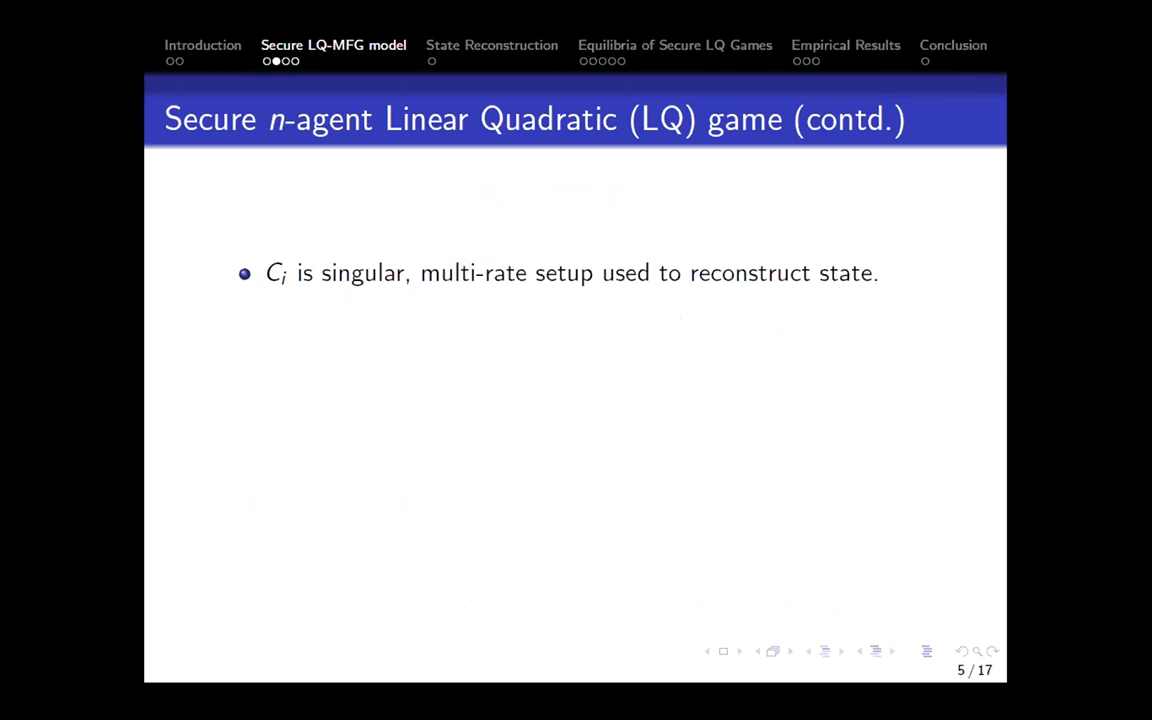 Introduction Secure LQ-MFG model State Reconstruction Equilibria of Secure LQ Games Empirical Results Conclusion
Secure n-agent Linear Quadratic (LQ) game (contd.)
C_i is singular, multi-rate setup used to reconstruct state.
5 / 17